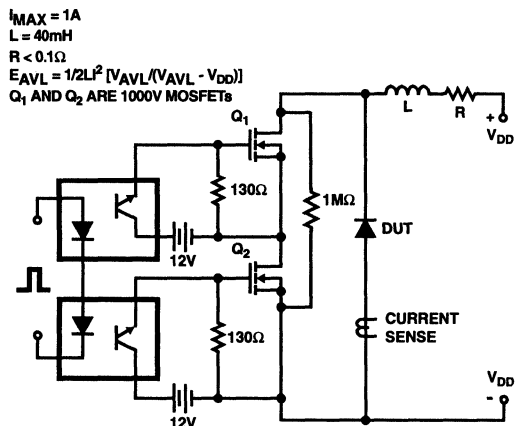 IMAX = 1A
L = 40mH
R < 0.1Ω
EAVL = 1/2LI² [VAVL/(VAVL - VDD)]
Q1 AND Q2 ARE 1000V MOSFETs
Q1
L
R
+
VDD
130Ω
1MΩ
DUT
12V
Q2
130Ω
CURRENT
SENSE
VDD
-
12V